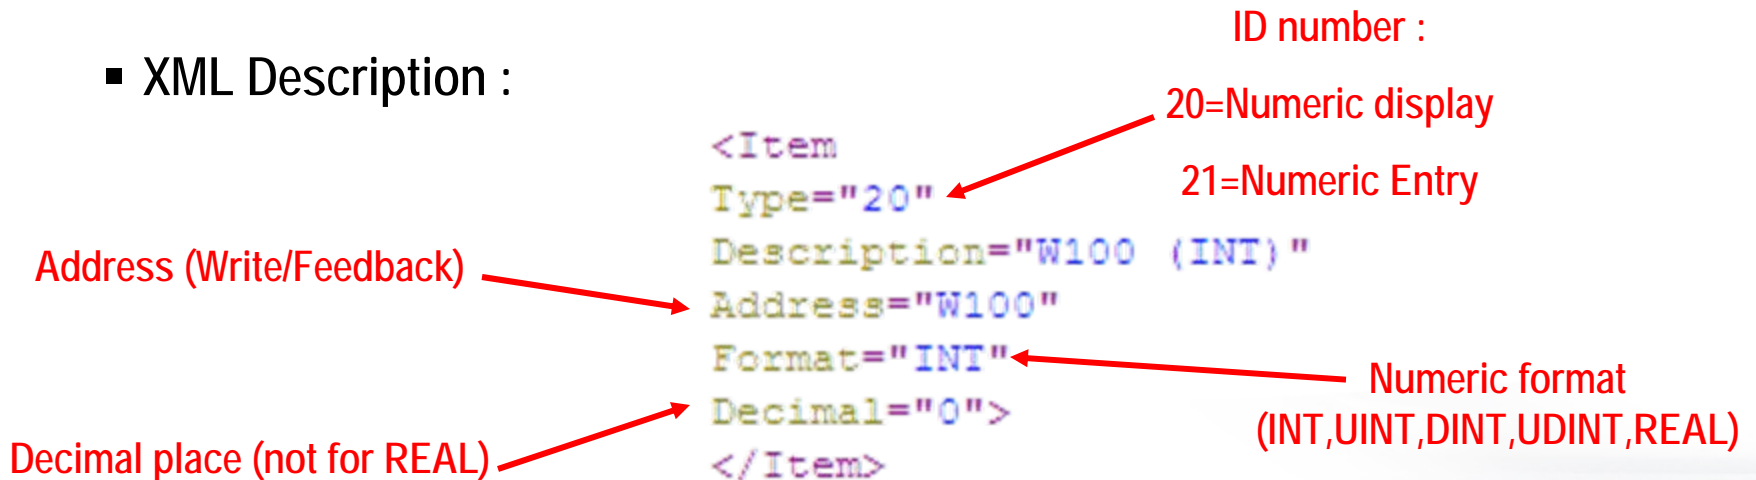 ID number :
▪ XML Description :
20=Numeric display
<Item
21=Numeric Entry
Type="20"
Description="W100 (INT)"
Address (Write/Feedback)
Address="W100"
Format="INT"
Numeric format
(INT,UINT,DINT,UDINT,REAL)
Decimal="0">
Decimal place (not for REAL)
</Item>